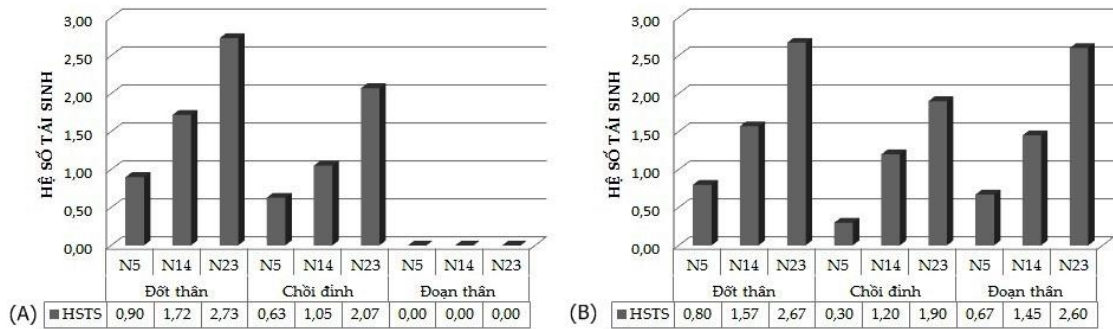 HỆ SỐ TÁI SINH
3,00
2,50
2,00
1,50
1,00
0,50
0,00
N5 N14 N23 N5 N14 N23 N5 N14 N23
Đốt thân Chồi đỉnh Đoạn thân
(A) HSTS 0,90 1,72 2,73 0,63 1,05 2,07 0,00 0,00 0,00
HỆ SỐ TÁI SINH
3,00
2,50
2,00
1,50
1,00
0,50
0,00
N5 N14 N23 N5 N14 N23 N5 N14 N23
Đốt thân Chồi đỉnh Đoạn thân
(B) HSTS 0,80 1,57 2,67 0,30 1,20 1,90 0,67 1,45 2,60